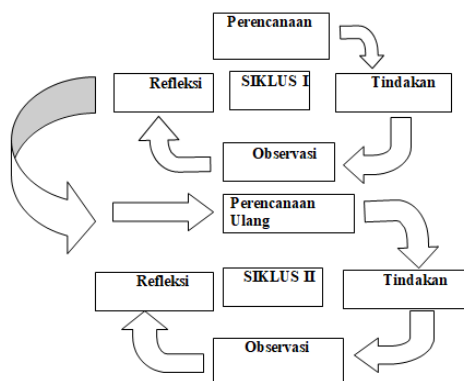 Perencanaan
Refleksi
SIKLUS I
Tindakan
Observasi
Perencanaan
Ulang
Refleksi
SIKLUS II
Tindakan
Observasi